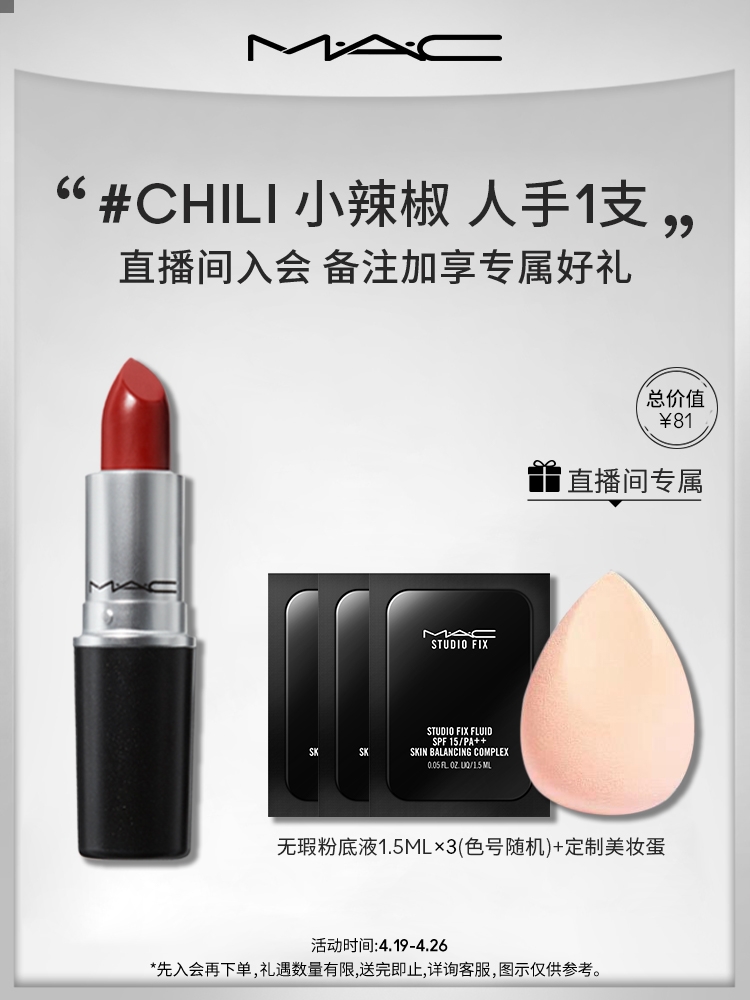 MAC
“#CHILI 小辣椒 人手1支”
直播间入会 备注加享专属好礼
总价值
¥81
直播间专属
MAC
MAC
STUDIO FIX
STUDIO FIX FLUID
SPF 15/PA++
SK
SK
SKIN BALANCING COMPLEX
0.05 FL. OZ. LIQ/1.5 ML
无瑕粉底液1.5ML×3(色号随机)+定制美妆蛋
活动时间:4.19-4.26
*先入会再下单,礼遇数量有限,送完即止,详询客服,图示仅供参考。